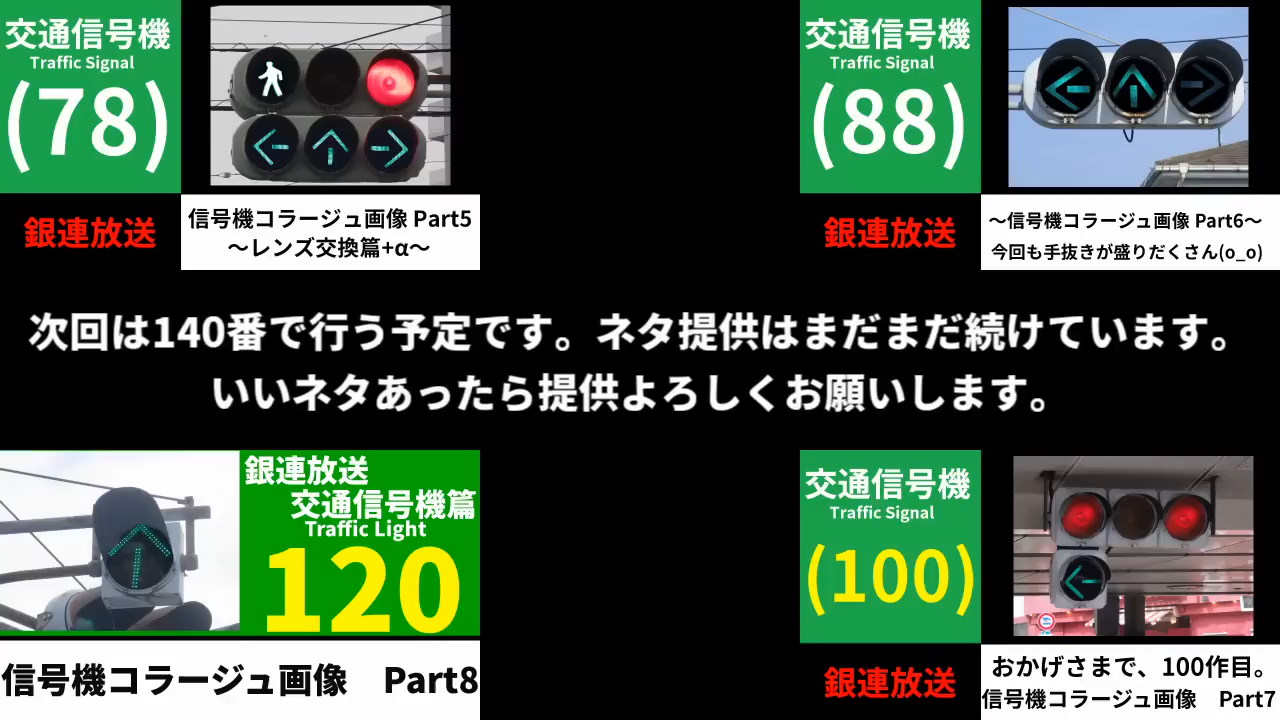 交通信号機
Traffic Signal
(78)
銀連放送
信号機コラージュ画像 Part5
～レンズ交換篇+α～
交通信号機
Traffic Signal
(88)
銀連放送
～信号機コラージュ画像 Part6～
今回も手抜きが盛りだくさん(o_o)
次回は140番で行う予定です。ネタ提供はまだまだ続けています。
いいネタあったら提供よろしくお願いします。
銀連放送
交通信号機篇
Traffic Light
120
信号機コラージュ画像　Part8
交通信号機
Traffic Signal
(100)
銀連放送
おかげさまで、100作目。
信号機コラージュ画像　Part7